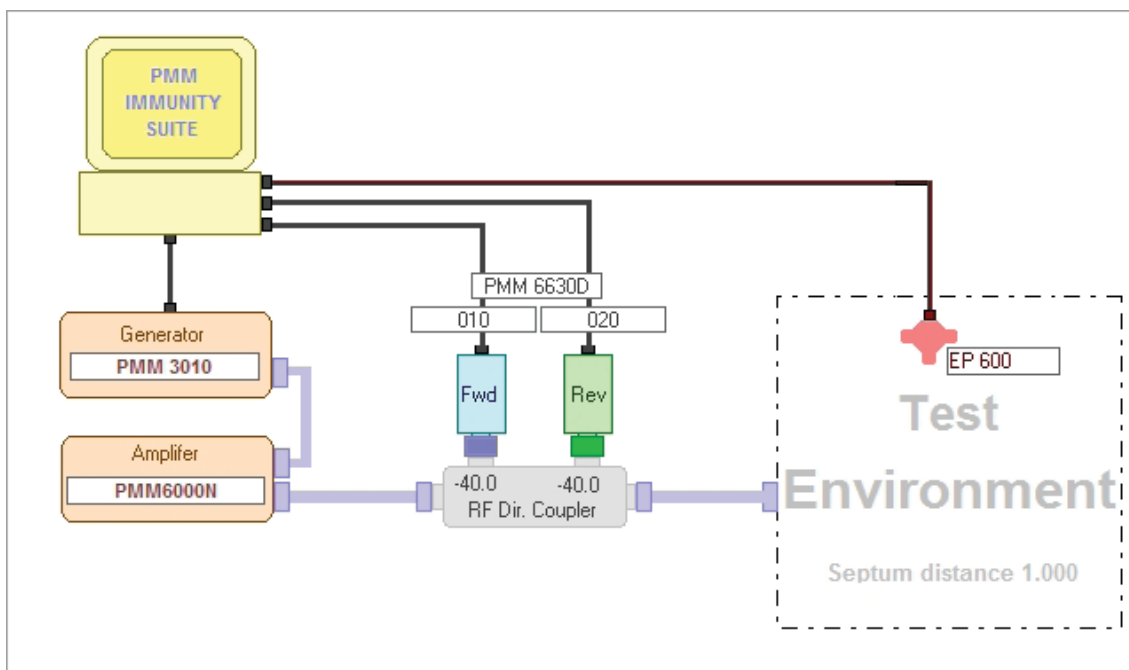 PMM
IMMUNITY
SUITE
PMM 6630D
010
020
Generator
PMM 3010
Fwd
Rev
EP 600
Test
Environment
Septum distance 1.000
Amplifer
PMM6000N
-40.0
-40.0
RF Dir. Coupler